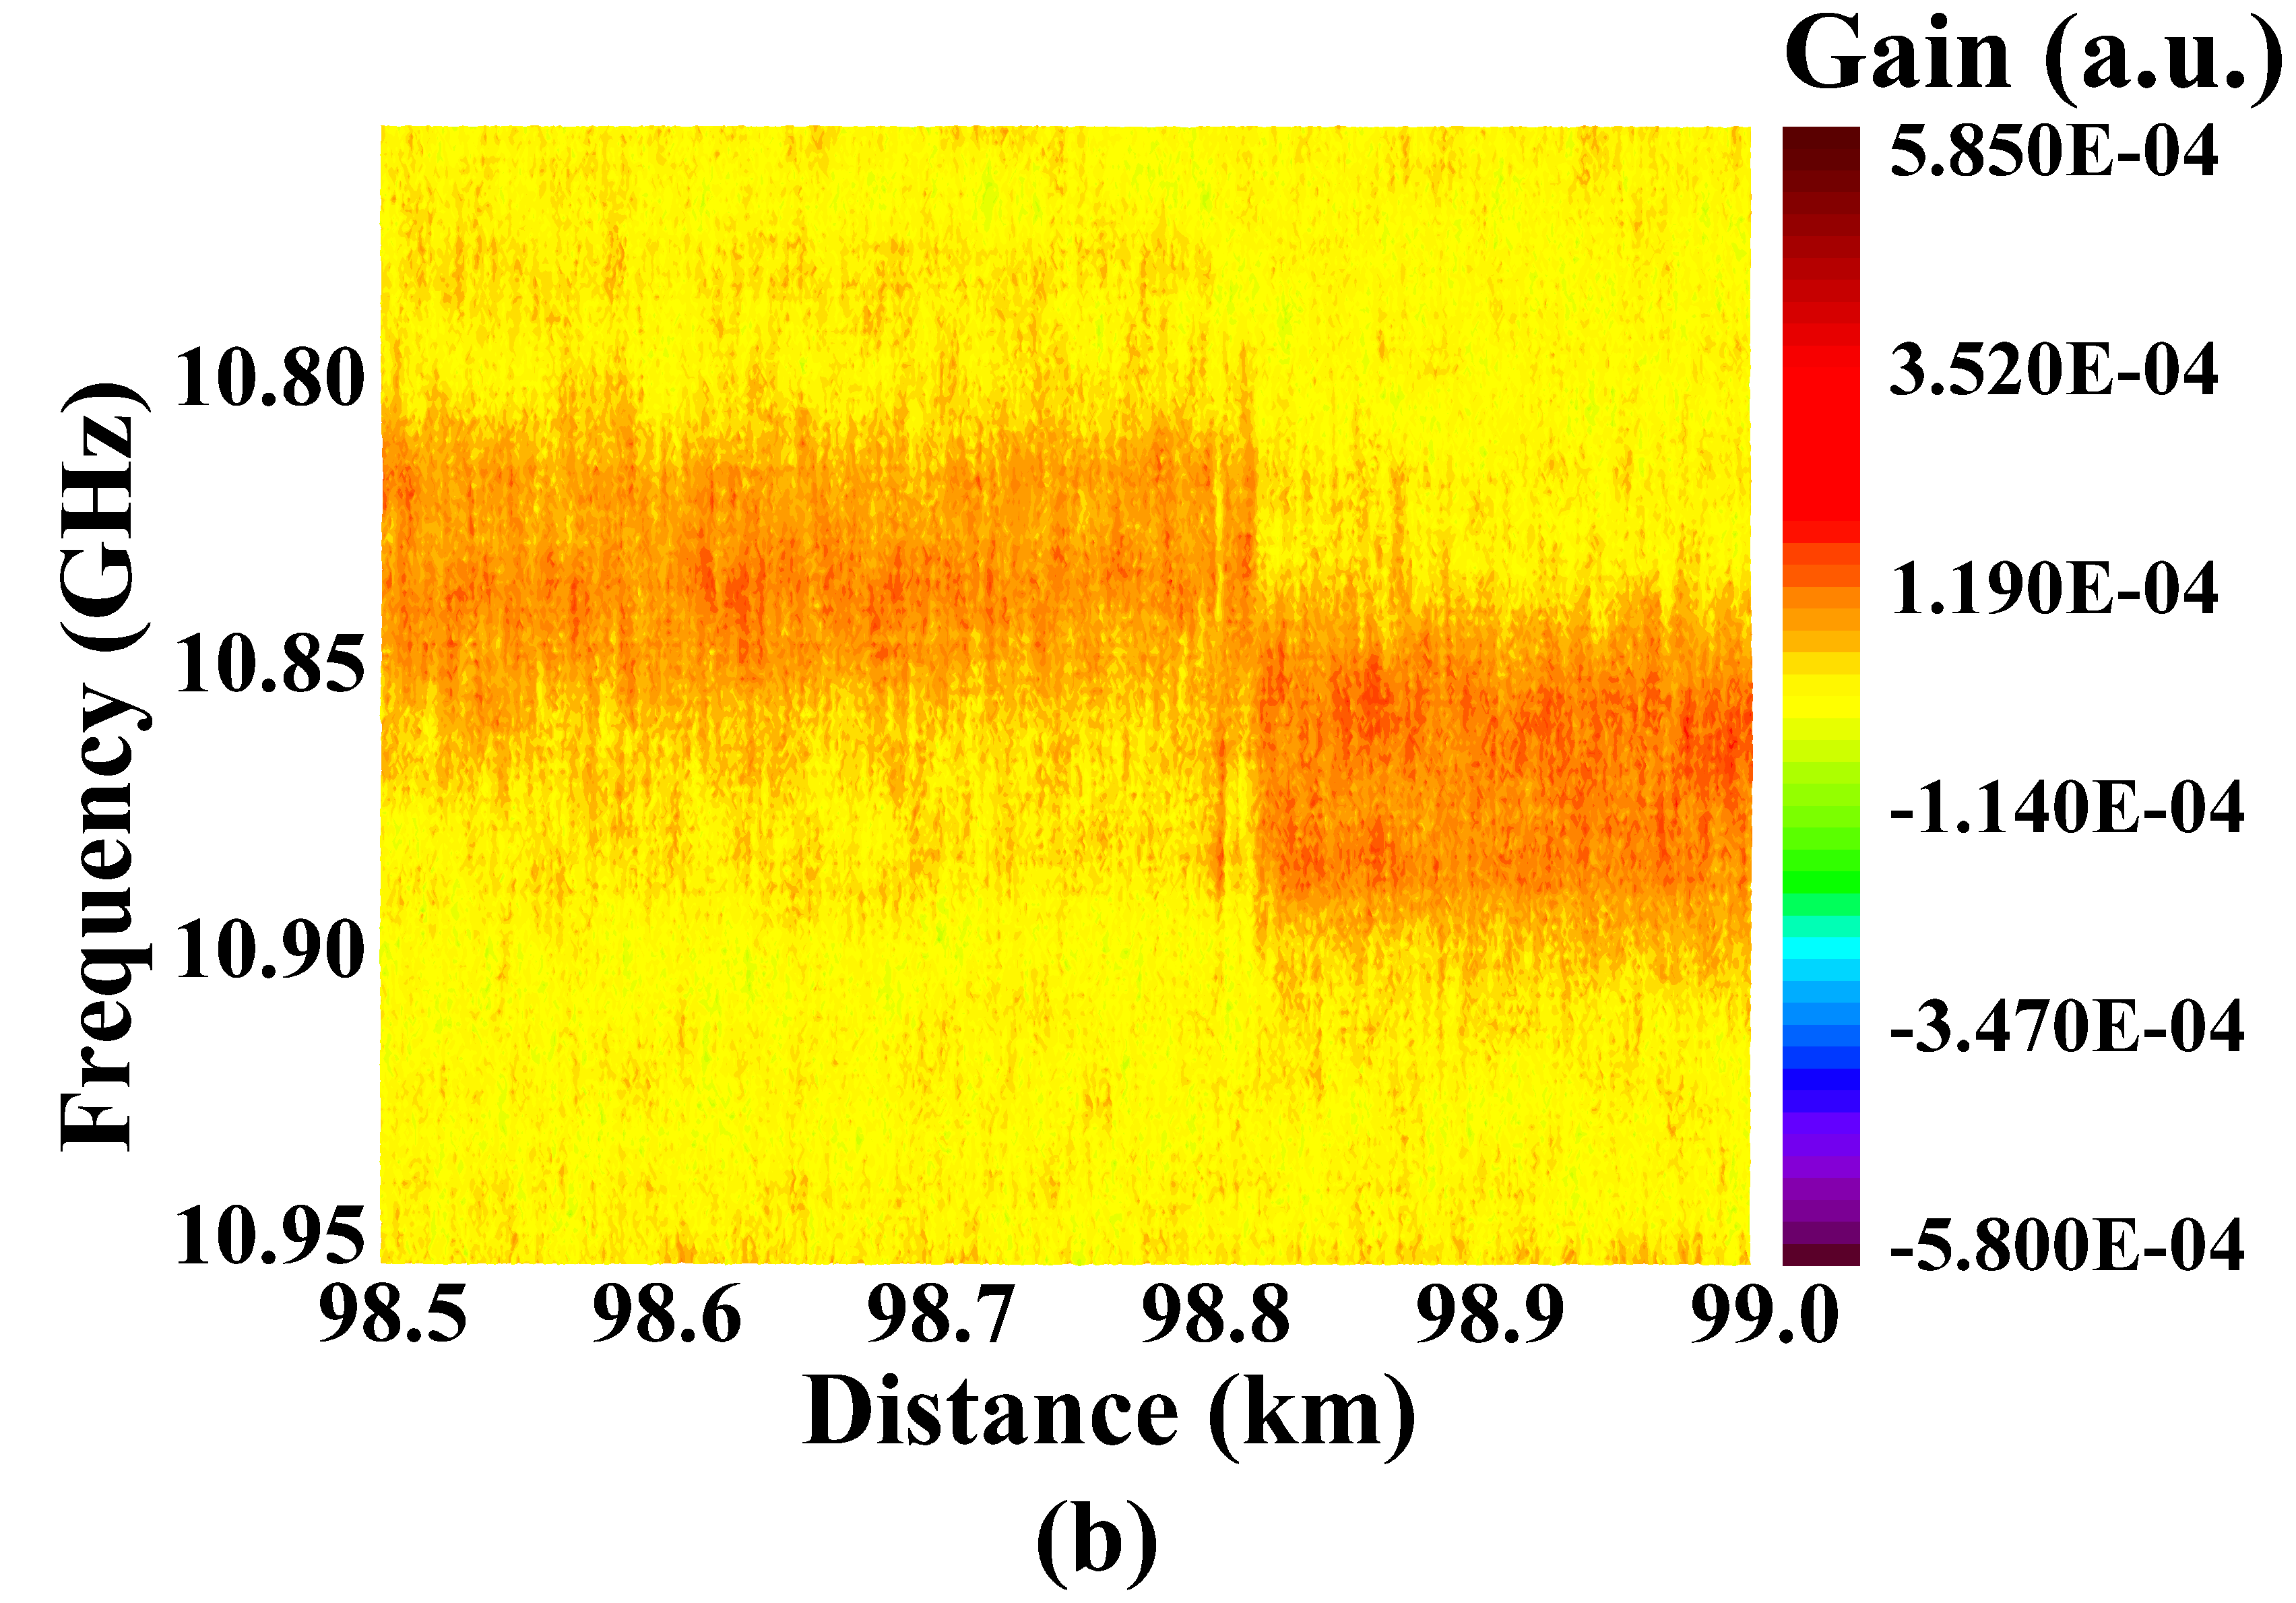 Gain (a.u.)
5.850E-04
3.520E-04
1.190E-04
-1.140E-04
-3.470E-04
-5.800E-04
Frequency (GHz)
10.80
10.85
10.90
10.95
98.5 98.6 98.7 98.8 98.9 99.0
Distance (km)
(b)